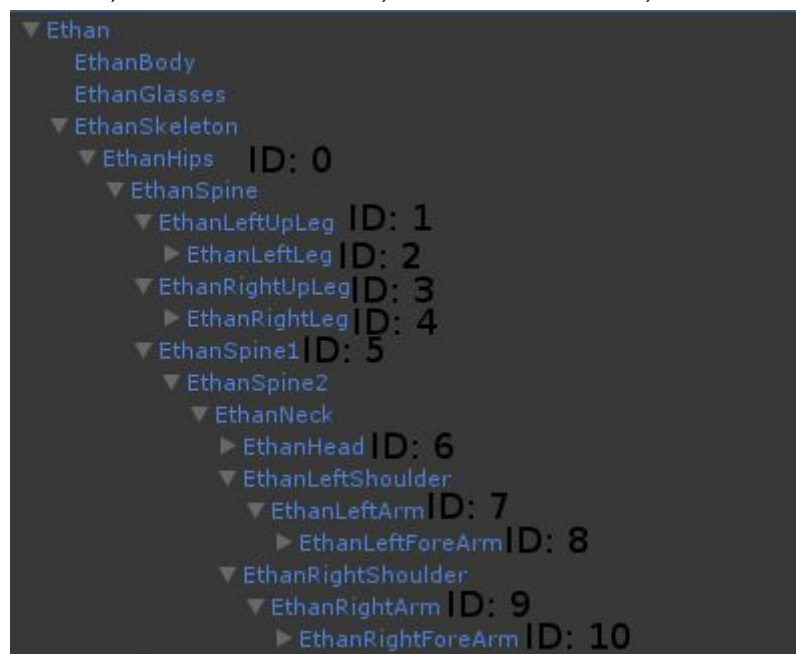 Ethan
EthanBody
EthanGlasses
EthanSkeleton
EthanHips ID: 0
EthanSpine
EthanLeftUpLeg ID: 1
EthanLeftLeg ID: 2
EthanRightUpLeg ID: 3
EthanRightLeg ID: 4
EthanSpine1 ID: 5
EthanSpine2
EthanNeck
EthanHead ID: 6
EthanLeftShoulder
EthanLeftArm ID: 7
EthanLeftForeArm ID: 8
EthanRightShoulder
EthanRightArm ID: 9
EthanRightForeArm ID: 10